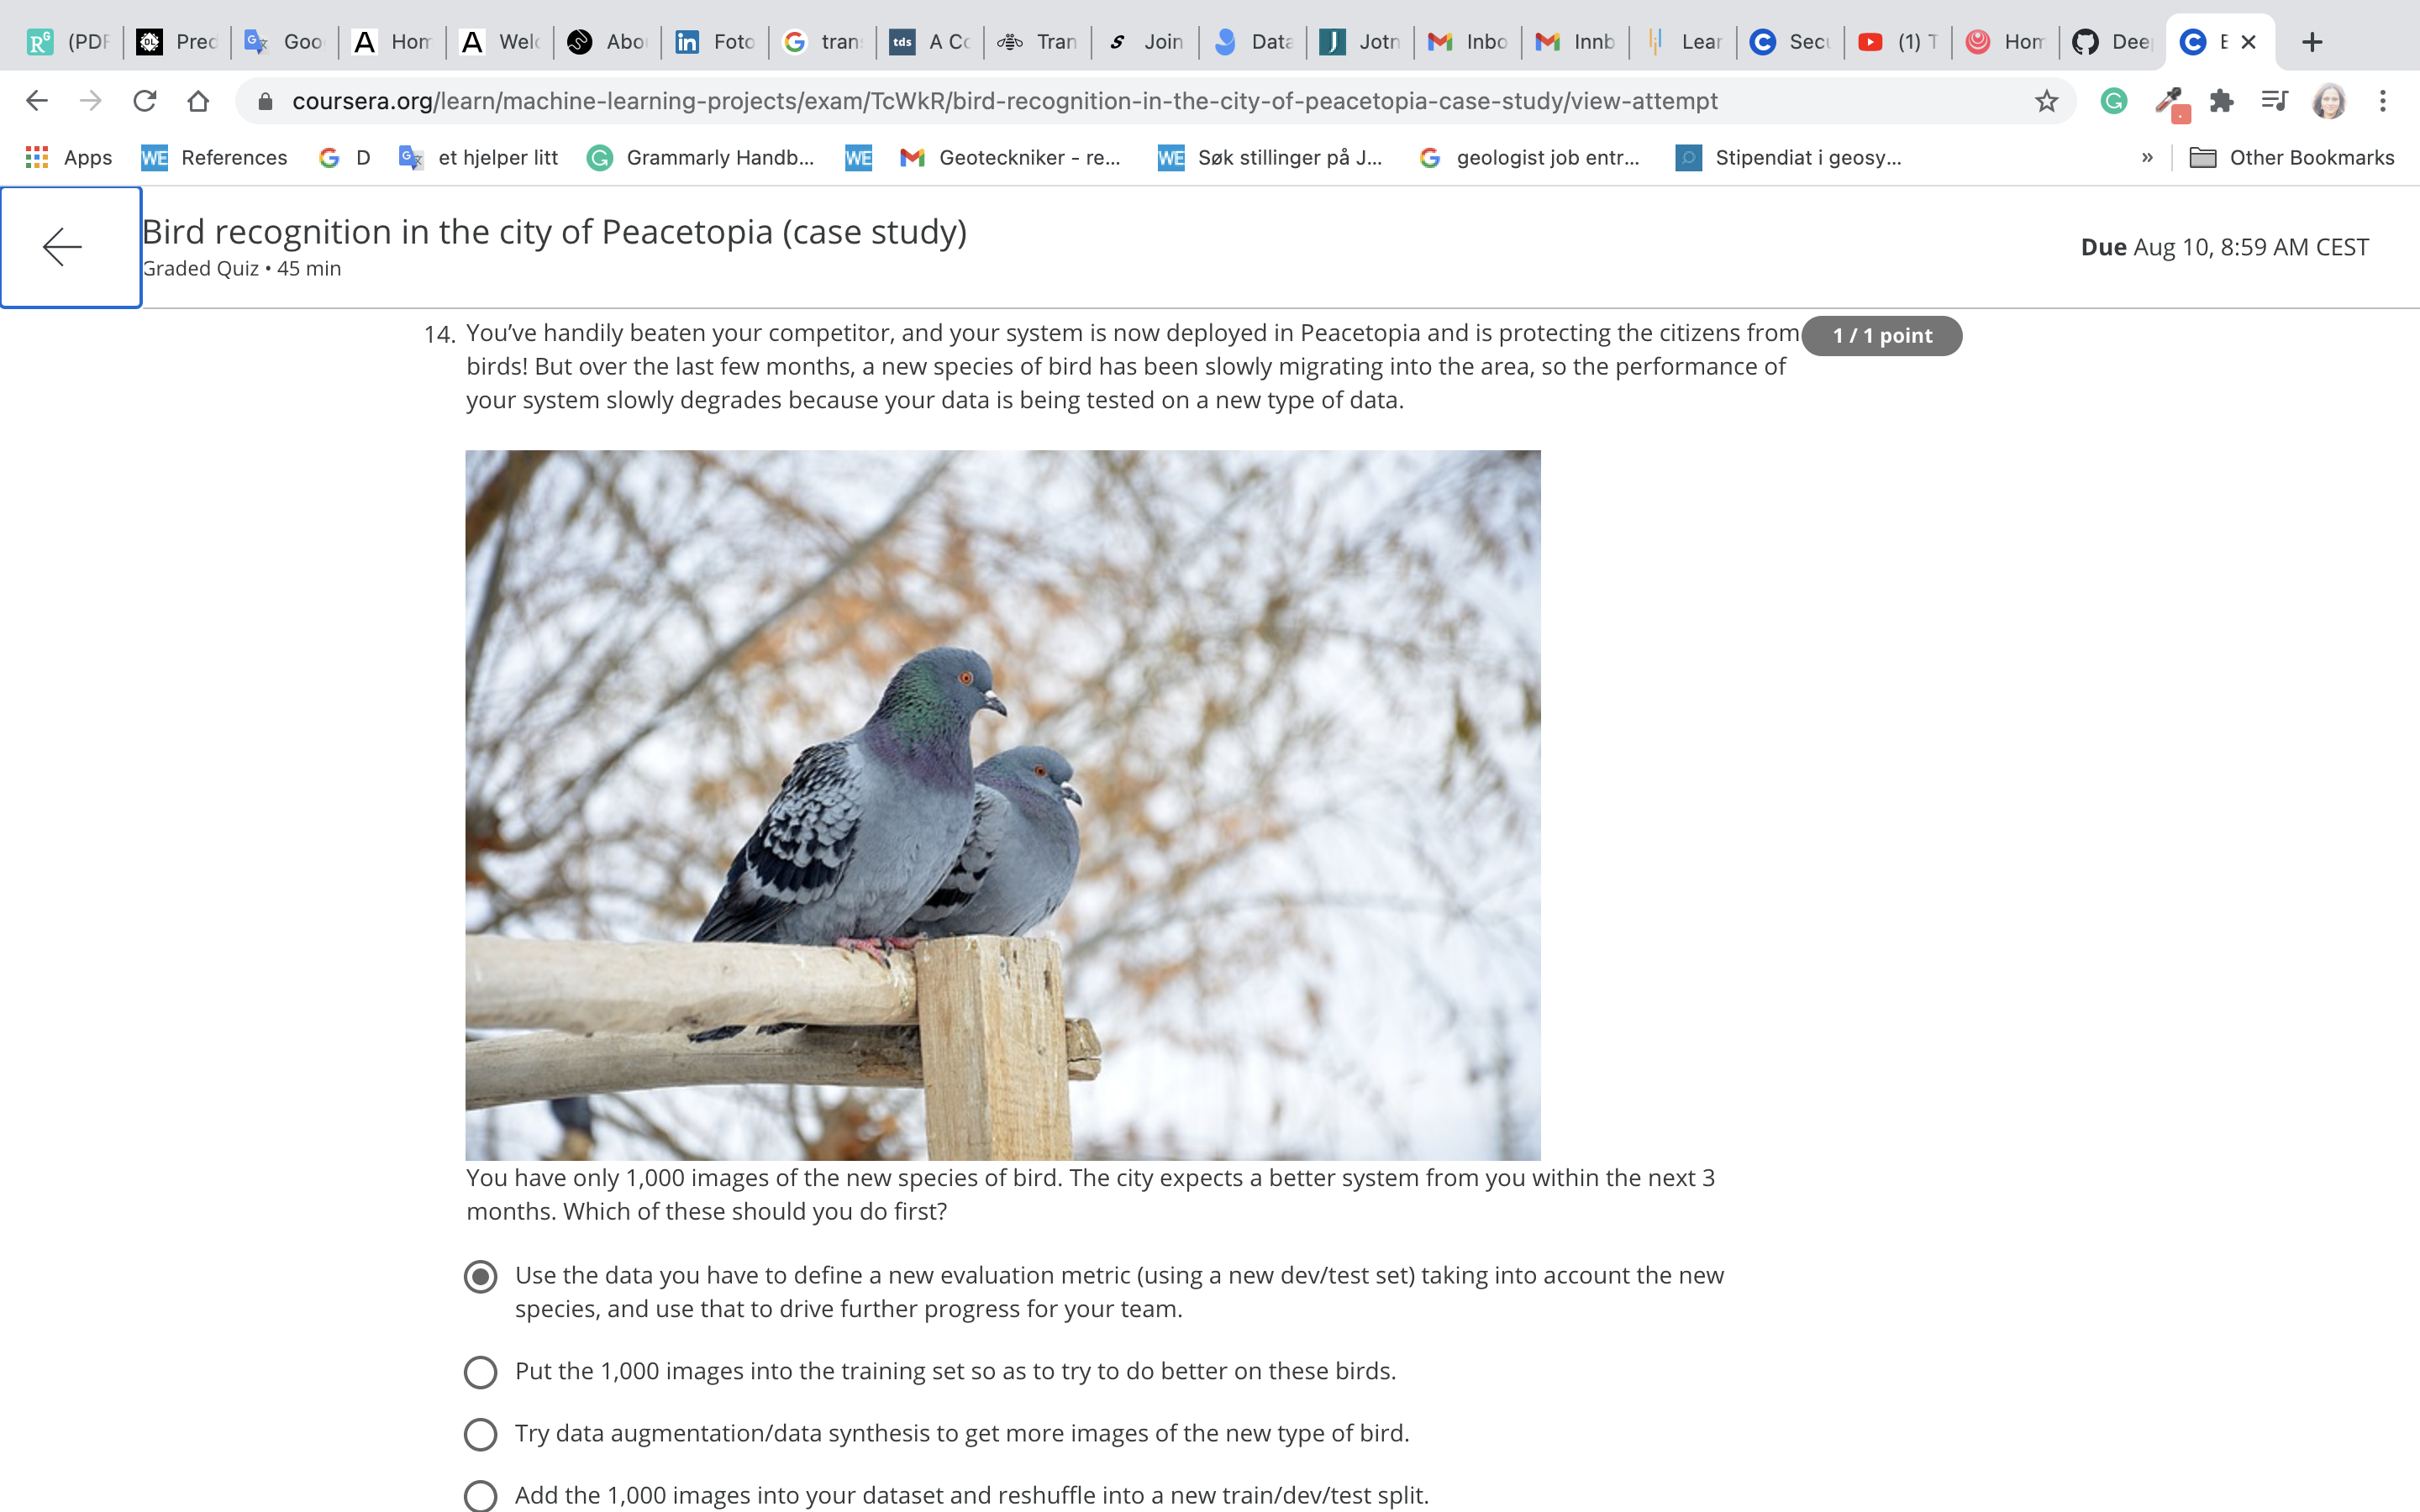 (PDF Pred Goo Hom Welc Abo Foto tran A Co Tran Join Data Jotn Inbo Innb Lear Secu (1) T Hom Dee E
coursera.org/learn/machine-learning-projects/exam/TcWkR/bird-recognition-in-the-city-of-peacetopia-case-study/view-attempt
Apps WE References G D et hjelper litt Grammarly Handb... WE Geoteckniker - re... WE Søk stillinger på J... geologist job entr... Stipendiat i geosy... » Other Bookmarks
Bird recognition in the city of Peacetopia (case study)
Graded Quiz • 45 min
Due Aug 10, 8:59 AM CEST
14. You’ve handily beaten your competitor, and your system is now deployed in Peacetopia and is protecting the citizens from 1 / 1 point
birds! But over the last few months, a new species of bird has been slowly migrating into the area, so the performance of
your system slowly degrades because your data is being tested on a new type of data.
You have only 1,000 images of the new species of bird. The city expects a better system from you within the next 3
months. Which of these should you do first?
Use the data you have to define a new evaluation metric (using a new dev/test set) taking into account the new
species, and use that to drive further progress for your team.
Put the 1,000 images into the training set so as to try to do better on these birds.
Try data augmentation/data synthesis to get more images of the new type of bird.
Add the 1,000 images into your dataset and reshuffle into a new train/dev/test split.